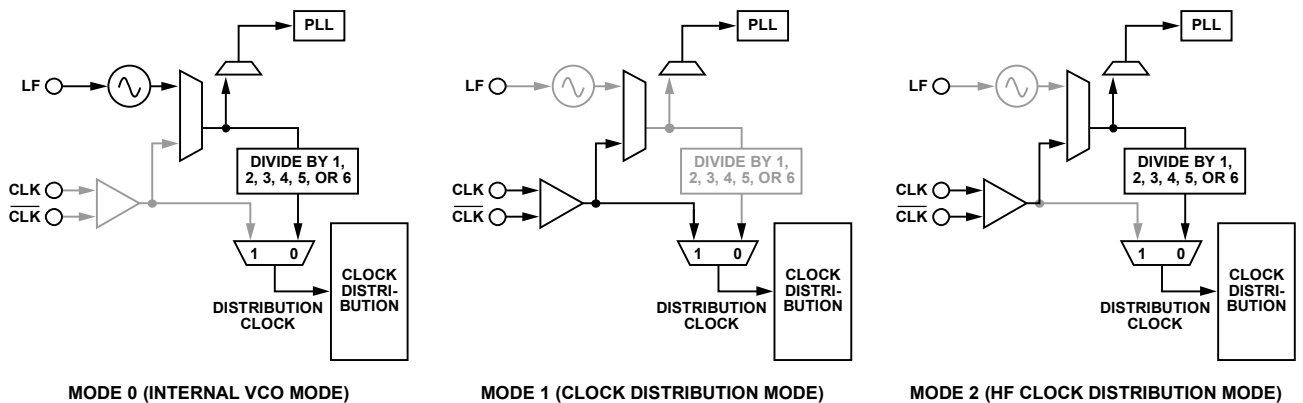 PLL
LF
DIVIDE BY 1,
2, 3, 4, 5, OR 6
CLK
CLK
1 0
CLOCK
DISTRI-
BUTION
DISTRIBUTION
CLOCK
MODE 0 (INTERNAL VCO MODE)
PLL
LF
DIVIDE BY 1,
2, 3, 4, 5, OR 6
CLK
CLK
1 0
CLOCK
DISTRI-
BUTION
DISTRIBUTION
CLOCK
MODE 1 (CLOCK DISTRIBUTION MODE)
PLL
LF
DIVIDE BY 1,
2, 3, 4, 5, OR 6
CLK
CLK
1 0
CLOCK
DISTRI-
BUTION
DISTRIBUTION
CLOCK
MODE 2 (HF CLOCK DISTRIBUTION MODE)